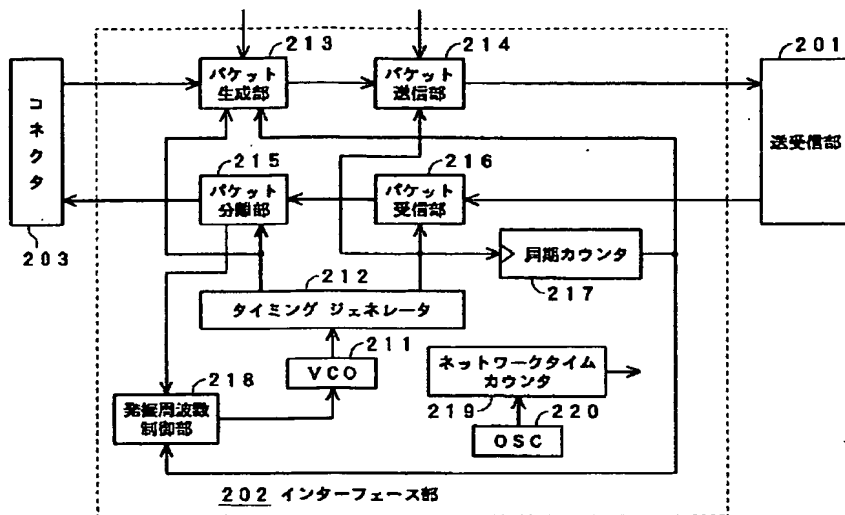 213
214
201
パケット
生成部
パケット
送信部
コネクタ
送受信部
215
216
パケット
分離部
パケット
受信部
203
同期カウンタ
217
212
タイミング ジェネレータ
211
VCO
ネットワークタイム
カウンタ
218
219
220
発振周波数
制御部
OSC
202 インターフェース部